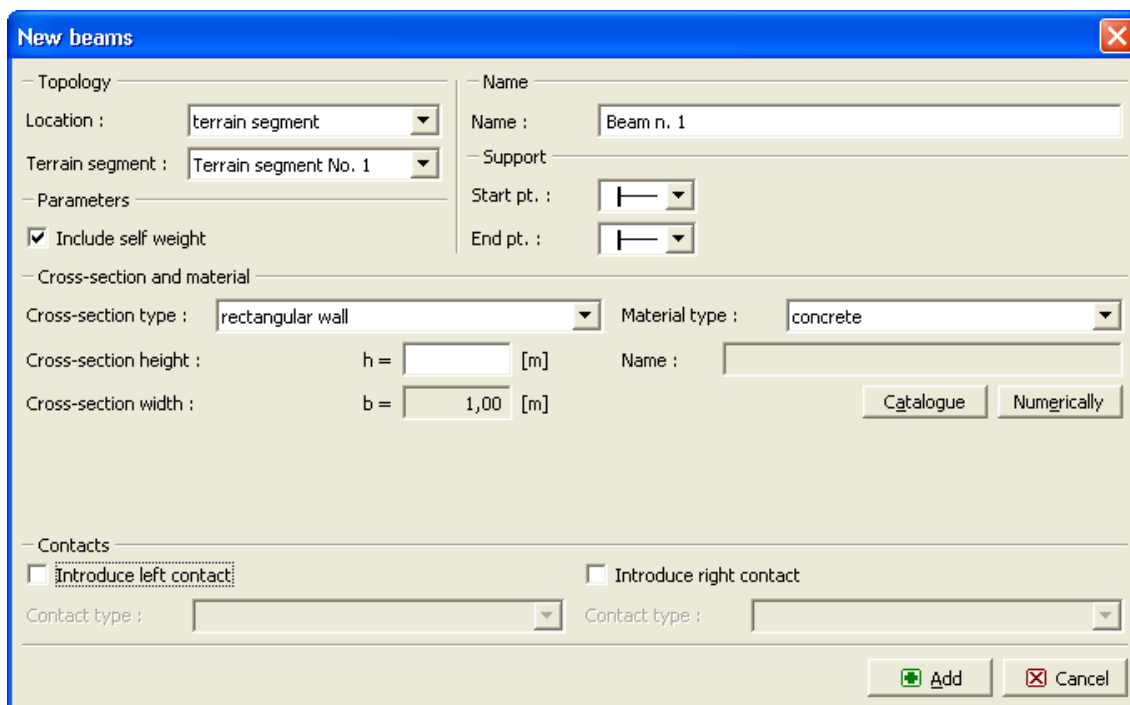 New beams
Topology
Location : terrain segment
Terrain segment : Terrain segment No. 1
Parameters
Include self weight
Name
Name : Beam n. 1
Support
Start pt. :
End pt. :
Cross-section and material
Cross-section type : rectangular wall Material type : concrete
Cross-section height : h = [m] Name :
Cross-section width : b = 1,00 [m] Catalogue Numerically
Contacts
Introduce left contact Introduce right contact
Contact type : Contact type :
Add Cancel